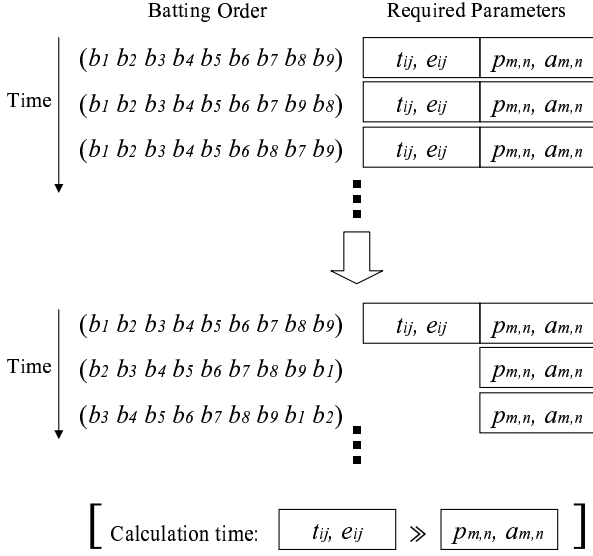 Batting Order Required Parameters
(b1 b2 b3 b4 b5 b6 b7 b8 b9) tij, eij pm,n, am,n
Time (b1 b2 b3 b4 b5 b6 b7 b9 b8) tij, eij pm,n, am,n
(b1 b2 b3 b4 b5 b6 b8 b7 b9) tij, eij pm,n, am,n
(b1 b2 b3 b4 b5 b6 b7 b8 b9) tij, eij pm,n, am,n
Time (b2 b3 b4 b5 b6 b7 b8 b9 b1) pm,n, am,n
(b3 b4 b5 b6 b7 b8 b9 b1 b2) pm,n, am,n
[ Calculation time: tij, eij ≫ pm,n, am,n ]